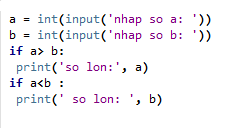 a = int(input('nhap so a: '))
b = int(input('nhap so b: '))
if a> b:
 print('so lon:', a)
if a<b :
 print(' so lon: ', b)